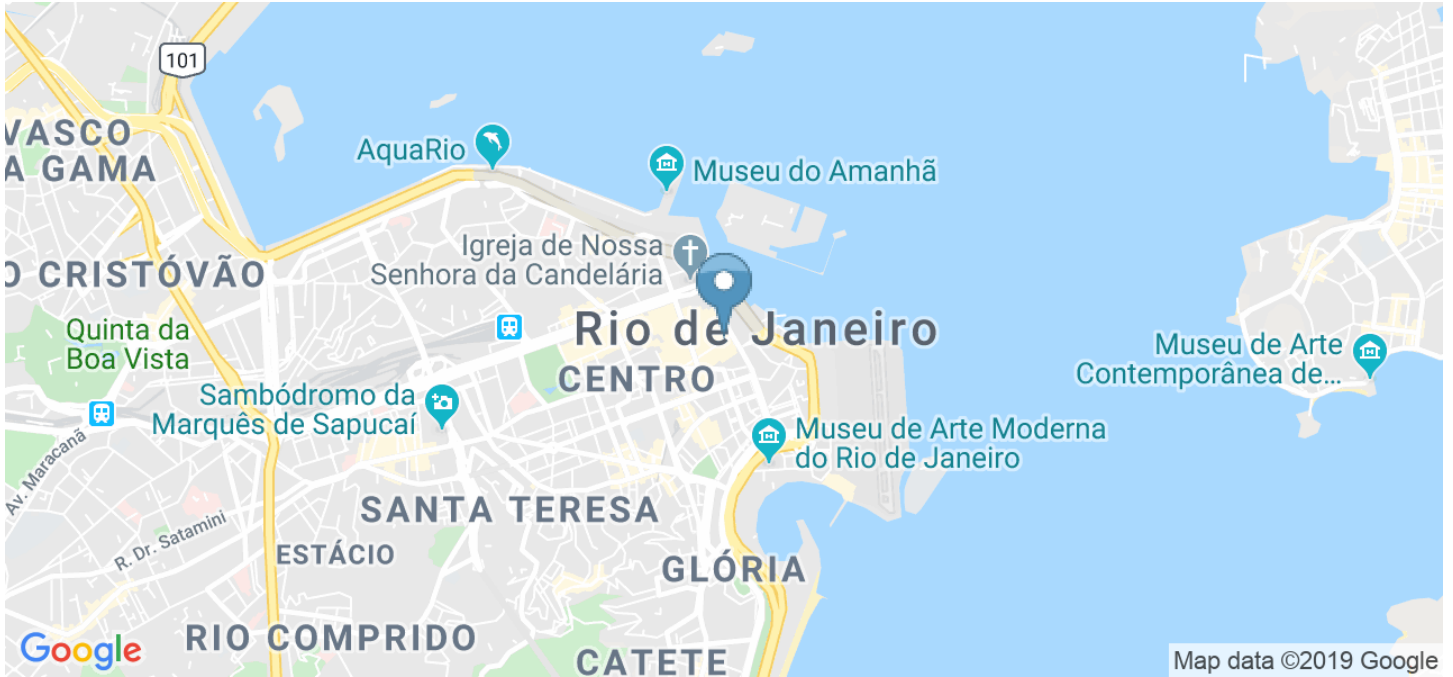 101
VASCO
A GAMA
AquaRio
Museu do Amanhã
Igreja de Nossa
Senhora da Candelária
O CRISTÓVÃO
Quinta da
Boa Vista
Rio de Janeiro
CENTRO
Museu de Arte
Contemporânea de...
Sambódromo da
Marquês de Sapucaí
Museu de Arte Moderna
do Rio de Janeiro
Av. Maracanã
SANTA TERESA
R. Dr. Satamini
ESTÁCIO
GLÓRIA
RIO COMPRIDO
CATETE
Google
Map data ©2019 Google